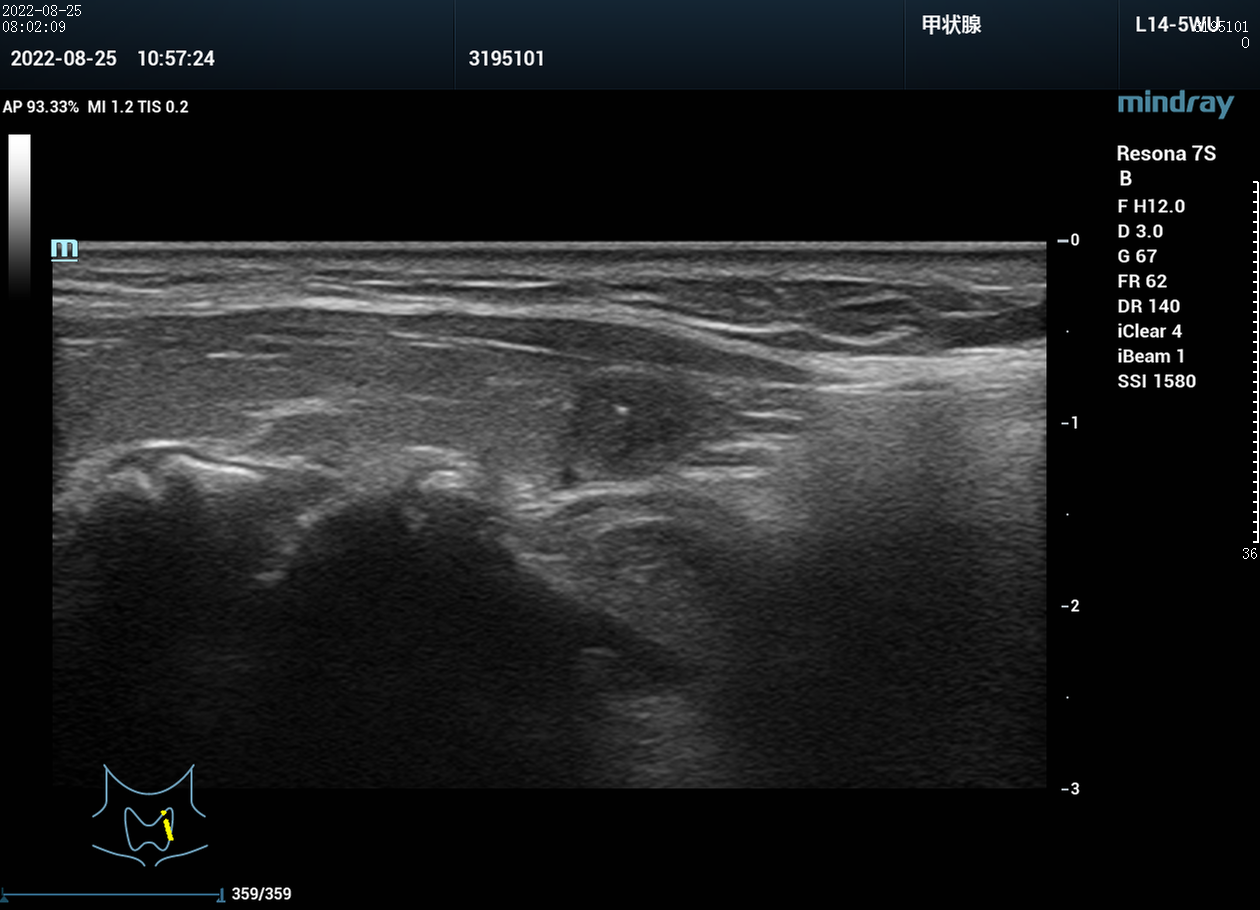 2022-08-25
08:02:09
2022-08-25 10:57:24
3195101
甲状腺
L14-5WU
3195101
0
AP 93.33% MI 1.2 TIS 0.2
mindray
Resona 7S
B
F H12.0
D 3.0
G 67
FR 62
DR 140
iClear 4
iBeam 1
SSI 1580
m
0
1
2
3
36
359/359